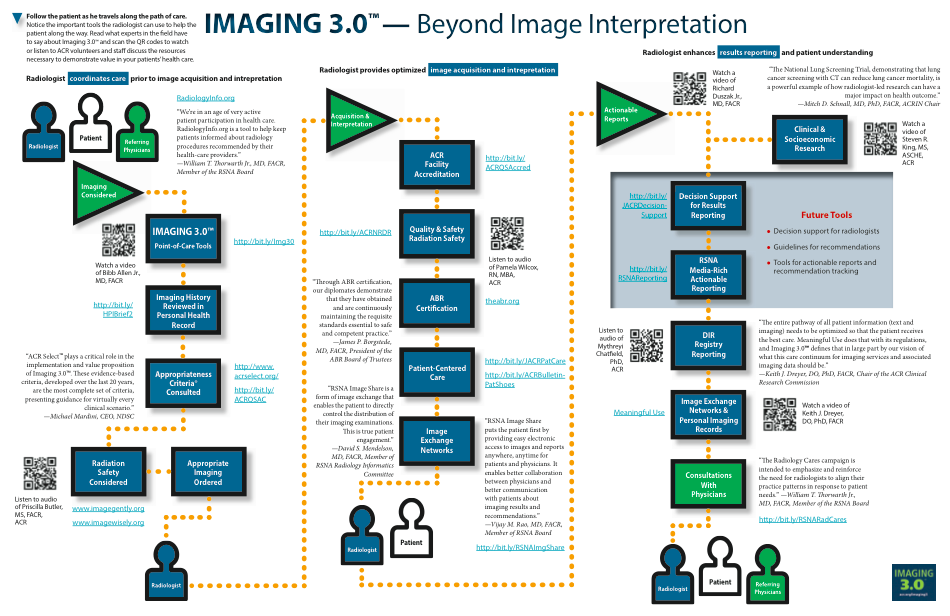 Follow the patient as he travels along the path of care.
Notice the important tools the radiologist can use to help the
patient along the way. Read what experts in the field have
to say about Imaging 3.0™ and scan the QR codes to watch
or listen to ACR volunteers and staff discuss the resources
necessary to demonstrate value in your patients' health care.
IMAGING 3.0™ — Beyond Image Interpretation
Radiologist coordinates care prior to image acquisition and intrepretation
Radiologist
Patient
Referring
Physicians
RadiologyInfo.org
"We're in an age of very active
patient participation in health care.
RadiologyInfo.org is a tool to help keep
patients informed about radiology
procedures recommended by their
health-care providers."
—William T. Thorwarth Jr., MD, FACR,
Member of the RSNA Board
Imaging
Considered
IMAGING 3.0™
Point-of-Care Tools
http://bit.ly/Img30
Watch a video
of Bibb Allen Jr.,
MD, FACR
http://bit.ly/
HPIBrief2
Imaging History
Reviewed in
Personal Health
Record
"ACR Select™ plays a critical role in the
implementation and value proposition
of Imaging 3.0™. These evidence-based
criteria, developed over the last 20 years,
are the most complete set of criteria,
presenting guidance for virtually every
clinical scenario."
—Michael Mardini, CEO, NDSC
Appropriateness
Criteria®
Consulted
http://www.
acrselect.org/
http://bit.ly/
ACRQSAC
Radiation
Safety
Considered
Appropriate
Imaging
Ordered
Listen to audio
of Priscilla Butler,
MS, FACR,
ACR
www.imagegently.org
www.imagewisely.org
Radiologist
Radiologist provides optimized image acquisition and intrepretation
Acquisition &
Interpretation
ACR
Facility
Accreditation
http://bit.ly/
ACRQSAccred
http://bit.ly/ACRNRDR
Quality & Safety
Radiation Safety
Listen to audio
of Pamela Wilcox,
RN, MBA,
ACR
"Through ABR certification,
our diplomates demonstrate
that they have obtained
and are continuously
maintaining the requisite
standards essential to safe
and competent practice."
—James P. Borgstede,
MD, FACR, President of the
ABR Board of Trustees
ABR
Certification
theabr.org
Patient-Centered
Care
http://bit.ly/JACRPatCare
http://bit.ly/ACRBulletin-
PatShoes
"RSNA Image Share is a
form of image exchange that
enables the patient to directly
control the distribution of
their imaging examinations.
This is true patient
engagement."
—David S. Mendelson,
MD, FACR, Member of
RSNA Radiology Informatics
Committee
Image
Exchange
Networks
"RSNA Image Share
puts the patient first by
providing easy electronic
access to images and reports
anywhere, anytime for
patients and physicians. It
enables better collaboration
between physicians and
better communication
with patients about
imaging results and
recommendations."
—Vijay M. Rao, MD, FACR,
Member of RSNA Board
http://bit.ly/RSNAImgShare
Radiologist
Patient
Radiologist enhances results reporting and patient understanding
Actionable
Reports
Watch a
video of
Richard
Duszak Jr.,
MD, FACR
"The National Lung Screening Trial, demonstrating that lung
cancer screening with CT can reduce lung cancer mortality, is
a powerful example of how radiologist-led research can have a
major impact on health outcome."
—Mitch D. Schnall, MD, PhD, FACR, ACRIN Chair
Clinical &
Socioeconomic
Research
Watch a
video of
Steven R.
King, MS,
ASCHE,
ACR
http://bit.ly/
JACRDecision-
Support
Decision Support
for Results
Reporting
http://bit.ly/
RSNAReporting
RSNA
Media-Rich
Actionable
Reporting
Future Tools
• Decision support for radiologists
• Guidelines for recommendations
• Tools for actionable reports and
recommendation tracking
Listen to
audio of
Mythreyi
Chatfield,
PhD,
ACR
DIR
Registry
Reporting
"The entire pathway of all patient information (text and
imaging) needs to be optimized so that the patient receives
the best care. Meaningful Use does that with its regulations,
and Imaging 3.0™ defines that in large part by our vision of
what this care continuum for imaging services and associated
imaging data should be."
—Keith J. Dreyer, DO, PhD, FACR, Chair of the ACR Clinical
Research Commission
Meaningful Use
Image Exchange
Networks &
Personal Imaging
Records
Watch a video of
Keith J. Dreyer,
DO, PhD, FACR
Consultations
With
Physicians
"The Radiology Cares campaign is
intended to emphasize and reinforce
the need for radiologists to align their
practice patterns in response to patient
needs." —William T. Thorwarth Jr.,
MD, FACR, Member of the RSNA Board
http://bit.ly/RSNARadCares
Radiologist
Patient
Referring
Physicians
IMAGING
3.0